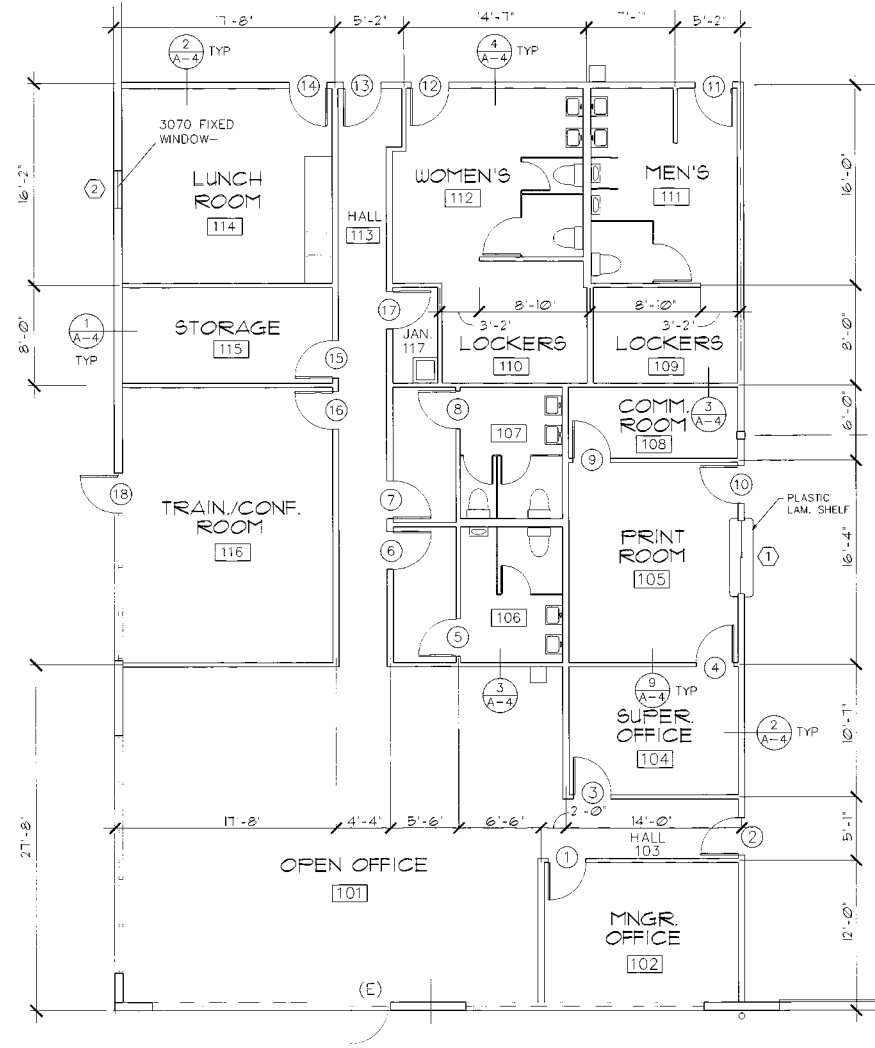 17'-8" 5'-2" 14'-7" 7'-1" 5'-2"
2
A-4
TYP
4
A-4
TYP
14
13
12
11
3070 FIXED
WINDOW
2
16'-2"
16'-0"
LUNCH
ROOM
114
HALL
113
WOMEN'S
112
MEN'S
111
17
8'-10" 8'-10"
3'-2" 3'-2"
1
A-4
TYP
8'-0"
8'-0"
STORAGE
115
15
JAN.
117
LOCKERS
110
LOCKERS
109
3
A-4
16
8
107
COMM.
ROOM
108
9
6'-0"
10
18
TRAIN./CONF.
ROOM
116
7
6
PLASTIC
LAM. SHELF
1
PRINT
ROOM
105
16'-4"
106
5
4
3
A-4
9
A-4
TYP
SUPER.
OFFICE
104
2
A-4
TYP
10'-7"
3
27'-8"
17'-8" 4'-4" 5'-6" 6'-6" 2'-0" 14'-0"
1
HALL
103
2
5'-1"
OPEN OFFICE
101
MNGR.
OFFICE
102
12'-0"
(E)